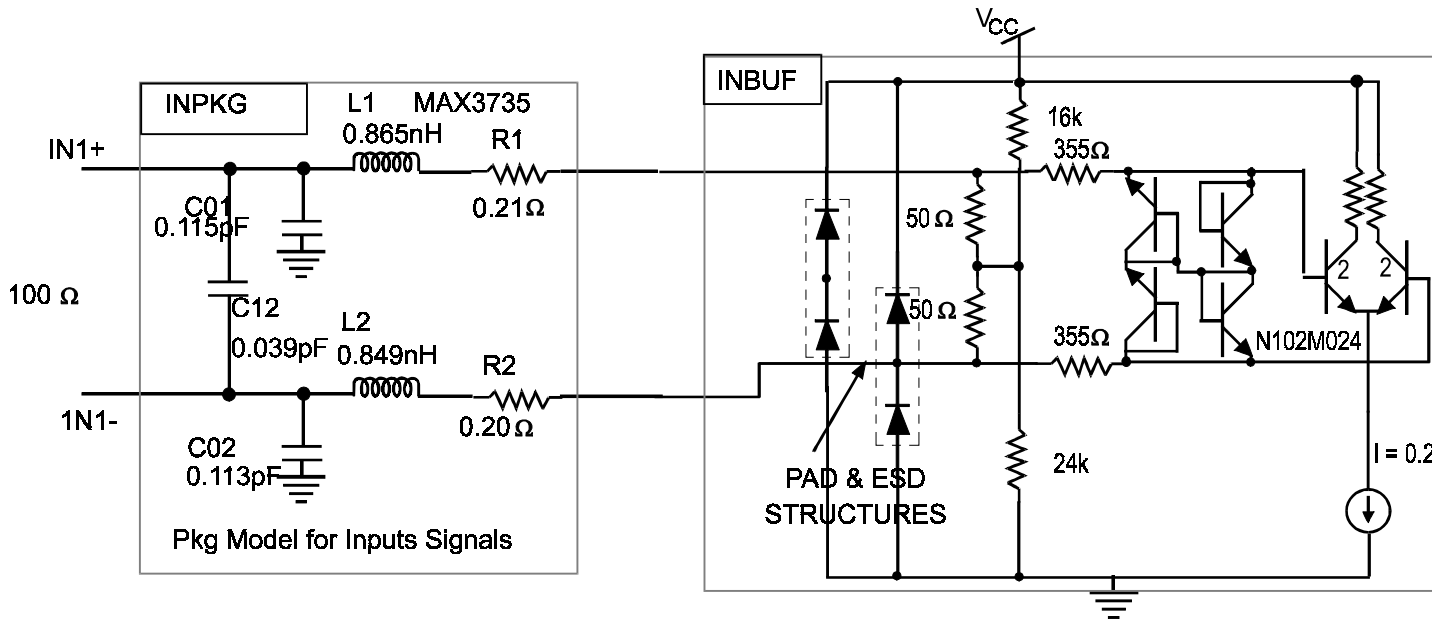 VCC
INBUF
INPKG
L1
MAX3735
0.865nH
R1
16k
355Ω
IN1+
0.21Ω
C01
0.115pF
50 Ω
2
2
100 Ω
C12
0.039pF
L2
0.849nH
50 Ω
355Ω
N102M024
R2
1N1-
0.20 Ω
C02
0.113pF
24k
I = 0.2
PAD & ESD
STRUCTURES
Pkg Model for Inputs Signals